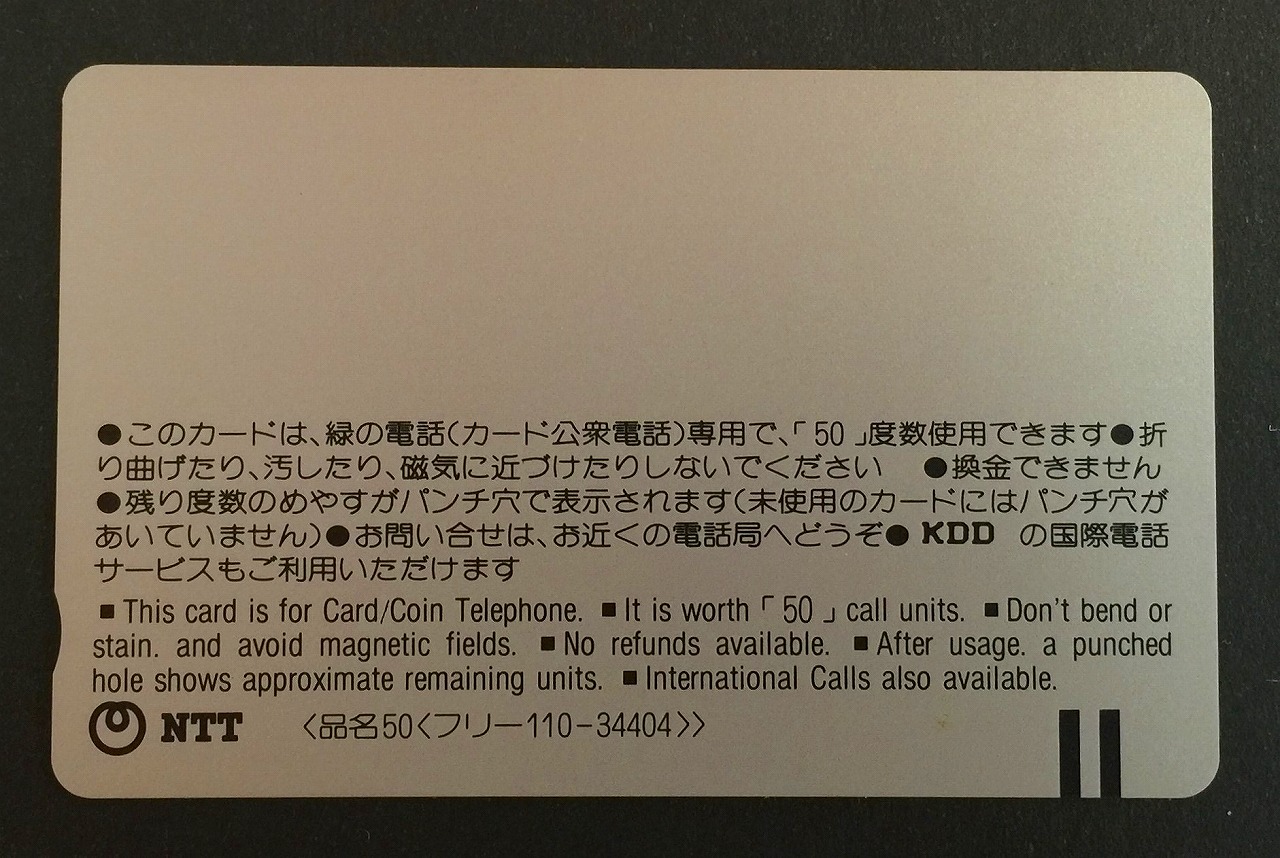 ●このカードは、緑の電話(カード公衆電話)専用で、「50」度数使用できます●折
り曲げたり、汚したり、磁気に近づけたりしないでください ●換金できません
●残り度数のめやすがパンチ穴で表示されます(未使用のカードにはパンチ穴が
あいていません)●お問い合せは、お近くの電話局へどうぞ●KDD の国際電話
サービスもご利用いただけます
■This card is for Card/Coin Telephone. ■It is worth「50」call units. ■Don't bend or
stain. and avoid magnetic fields. ■No refunds available. ■After usage. a punched
hole shows approximate remaining units. ■International Calls also available.
NTT 〈品名50〈フリー110-34404〉〉